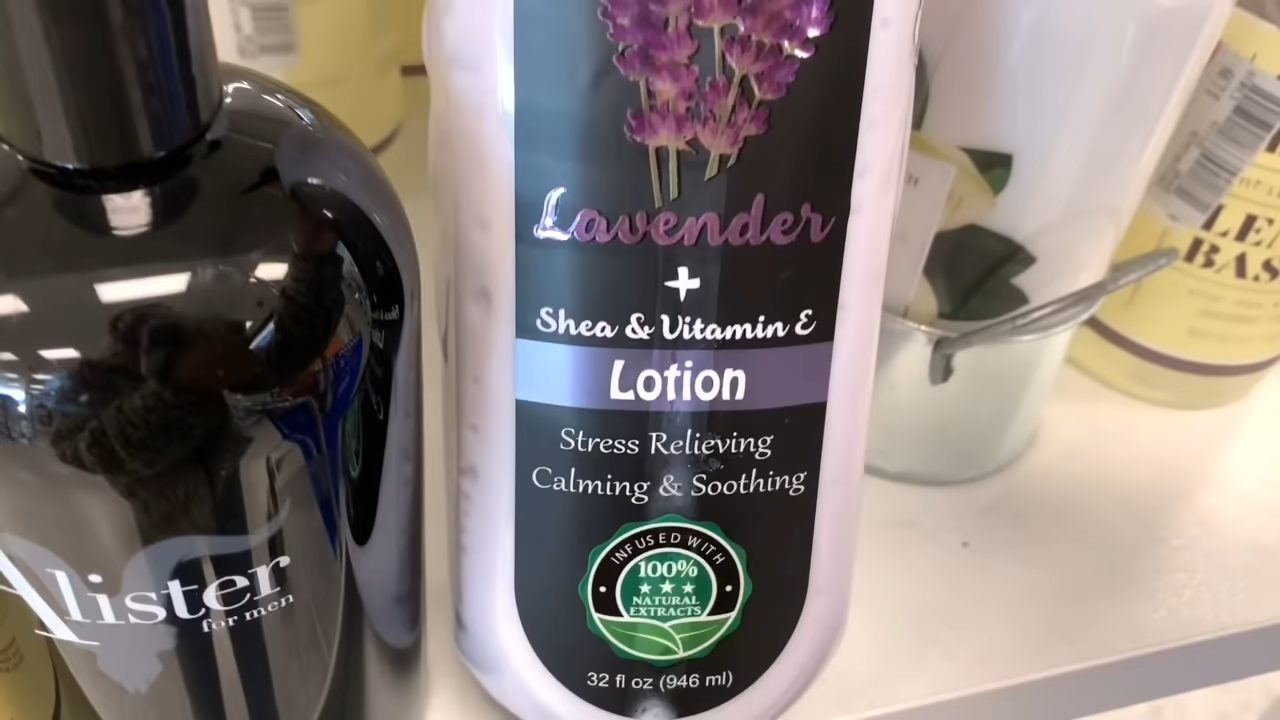 Lavender
+
Shea & Vitamin E
Lotion
Stress Relieving
Calming & Soothing
INFUSED WITH
100%
NATURAL
EXTRACTS
32 fl oz (946 ml)
Alister
for men